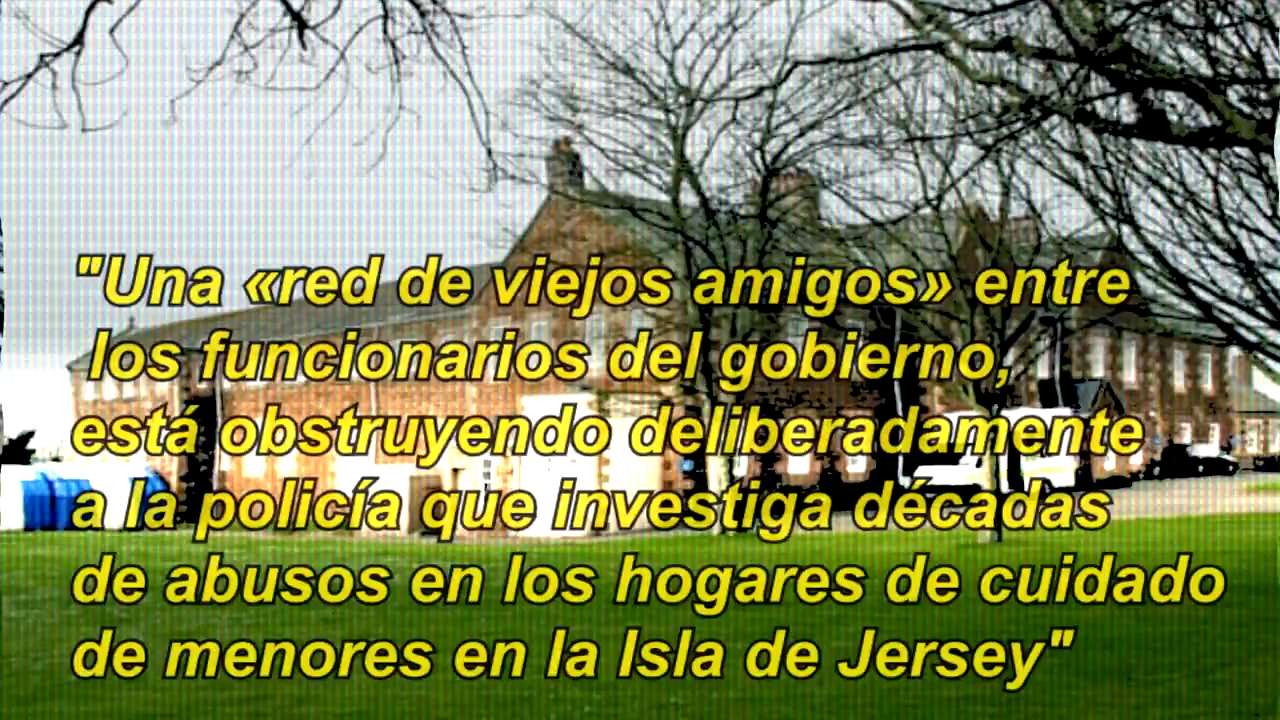 "Una «red de viejos amigos» entre
los funcionarios del gobierno,
está obstruyendo deliberadamente
a la policía que investiga décadas
de abusos en los hogares de cuidado
de menores en la Isla de Jersey"